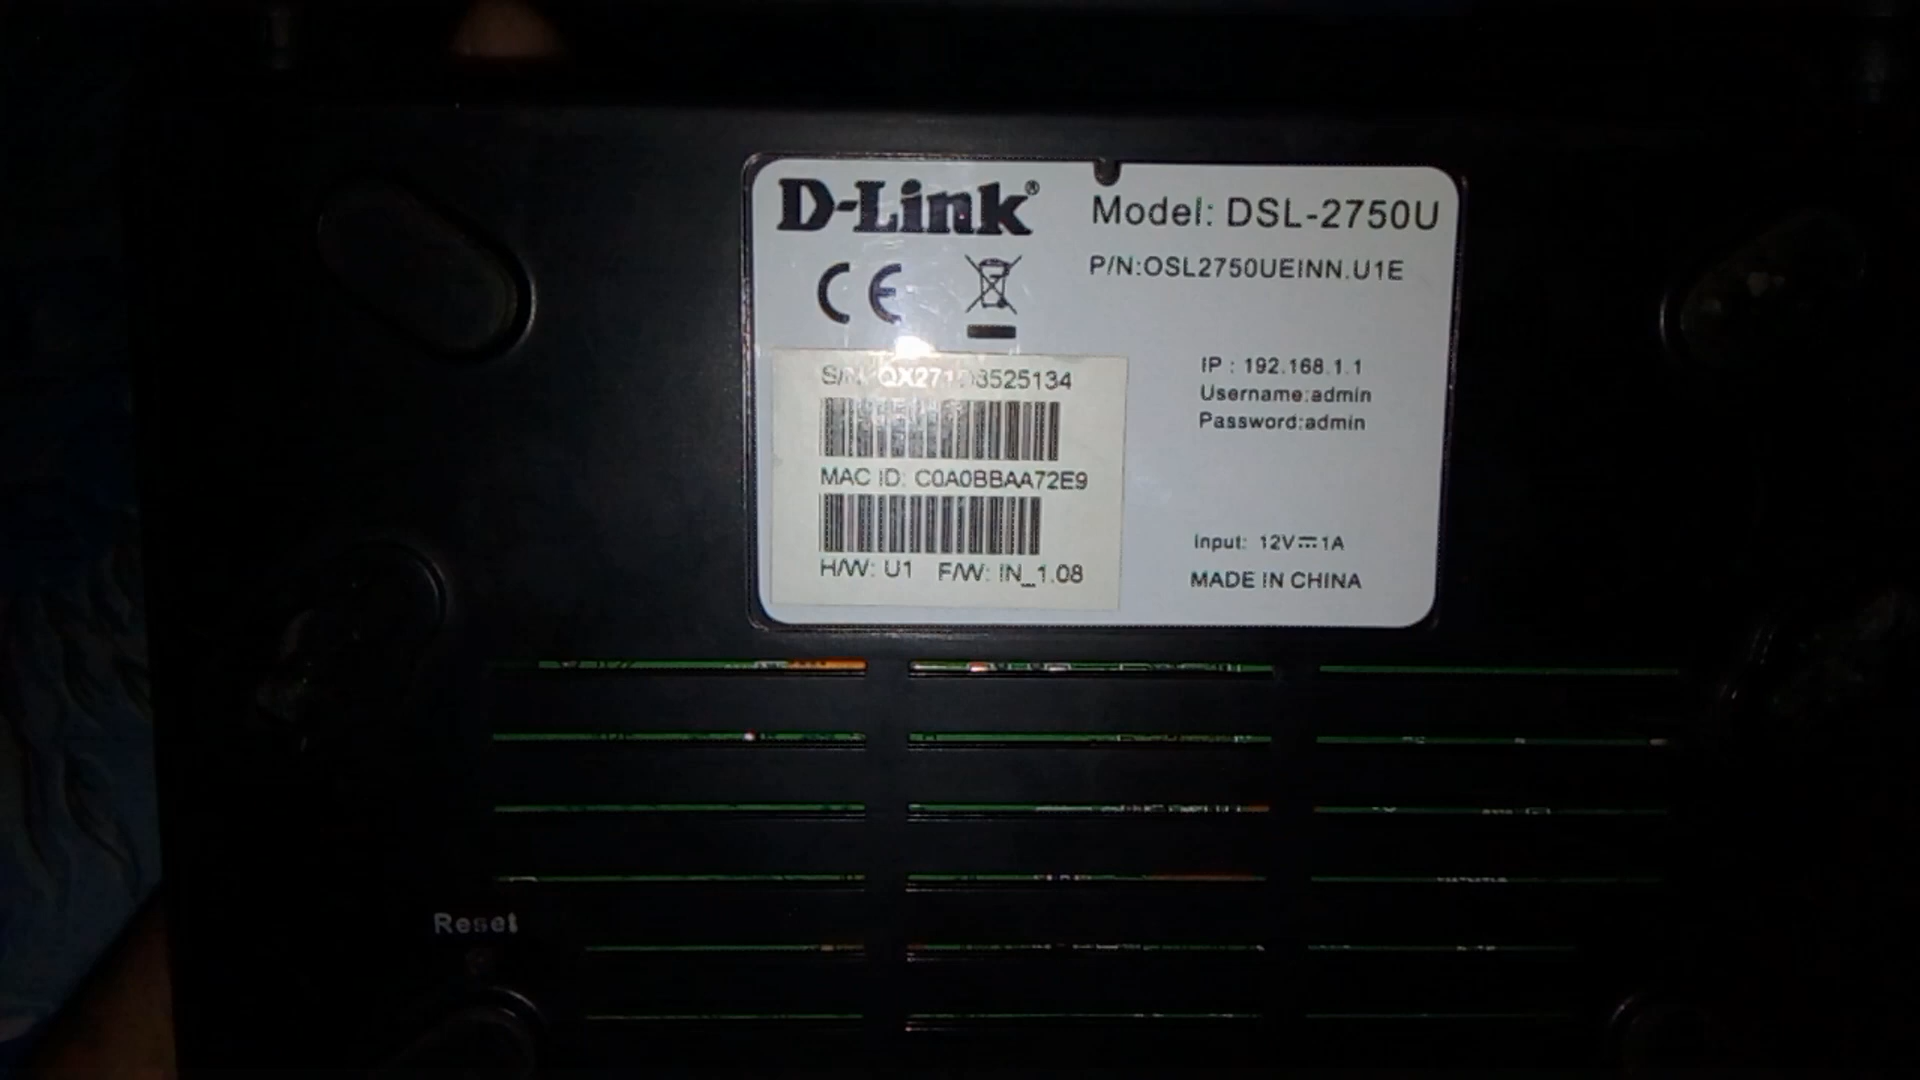 D-Link®
Model: DSL-2750U
P/N:OSL2750UEINN.U1E
CE
IP : 192.168.1.1
Username:admin
Password:admin
S/N:
MAC ID: C0A0BBAA72E9
H/W: U1 F/W: IN_1.08
Input: 12V⎓1A
MADE IN CHINA
Reset